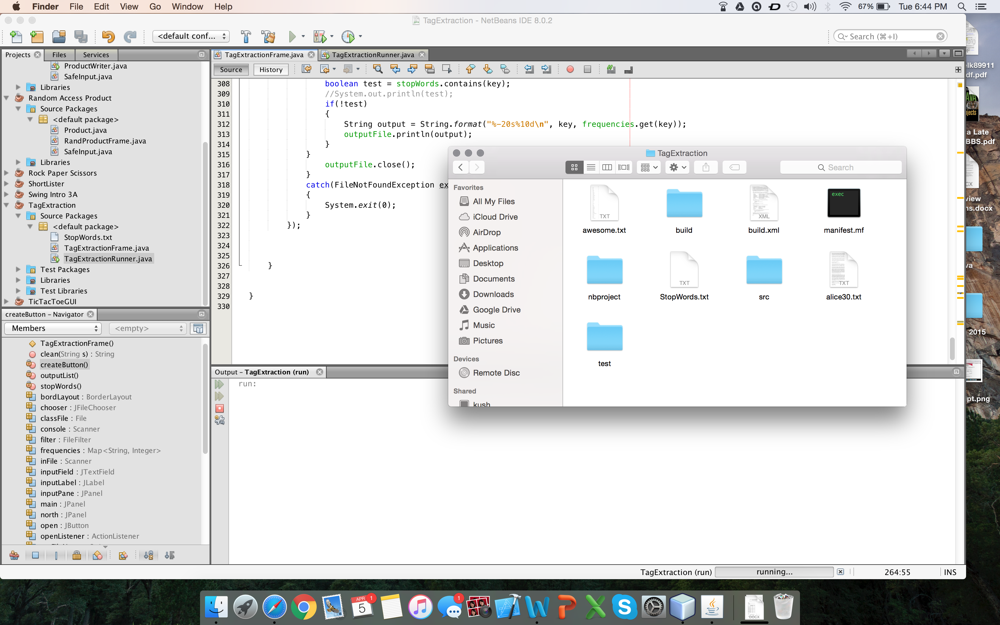 Finder File Edit View Go Window Help 67% Tue 6:44 PM
TagExtraction - NetBeans IDE 8.0.2
<default conf... Search (⌘+I)
Projects Files Services
ProductWriter.java
SafeInput.java
Libraries
Random Access Product
Source Packages
<default package>
Product.java
RandProductFrame.java
SafeInput.java
Libraries
Rock Paper Scissors
ShortLister
Swing Intro 3A
TagExtraction
Source Packages
<default package>
StopWords.txt
TagExtractionFrame.java
TagExtractionRunner.java
Test Packages
Libraries
Test Libraries
TicTacToeGUI
createButton - Navigator
Members <empty>
TagExtractionFrame()
clean(String s) : String
createButton()
outputList()
stopWords()
bordLayout : BorderLayout
chooser : JFileChooser
classFile : File
console : Scanner
filter : FileFilter
frequencies : Map<String, Integer>
inFile : Scanner
inputField : JTextField
inputLabel : JLabel
inputPane : JPanel
main : JPanel
north : JPanel
open : JButton
openListener : ActionListener
TagExtractionFrame.java TagExtractionRunner.java
Source History
308 boolean test = stopWords.contains(key);
309 //System.out.println(test);
310 if(!test)
311 {
312 String output = String.format("%-20s%10d\n", key, frequencies.get(key));
313 outputFile.println(output);
314 }
315 }
316 outputFile.close();
317 }
318 catch(FileNotFoundException ex
319 {
320 System.exit(0);
321 }
322 });
323
324
325
326 }
327
328
329 }
330
Output - TagExtraction (run)
run:
TagExtraction
Search
Favorites
All My Files
iCloud Drive
AirDrop
Applications
Desktop
Documents
Downloads
Google Drive
Music
Pictures
Devices
Remote Disc
Shared
kush
TXT XML exec
awesome.txt build build.xml manifest.mf
TXT TXT
nbproject StopWords.txt src alice30.txt
test
elk89911
df.pdf
AVA
ojects
a Late
BBS.pdf
CX
view
ns.docx
va
2015
pt.png
TagExtraction (run) running... 264:55 INS
APR 1
5
1
DOCX